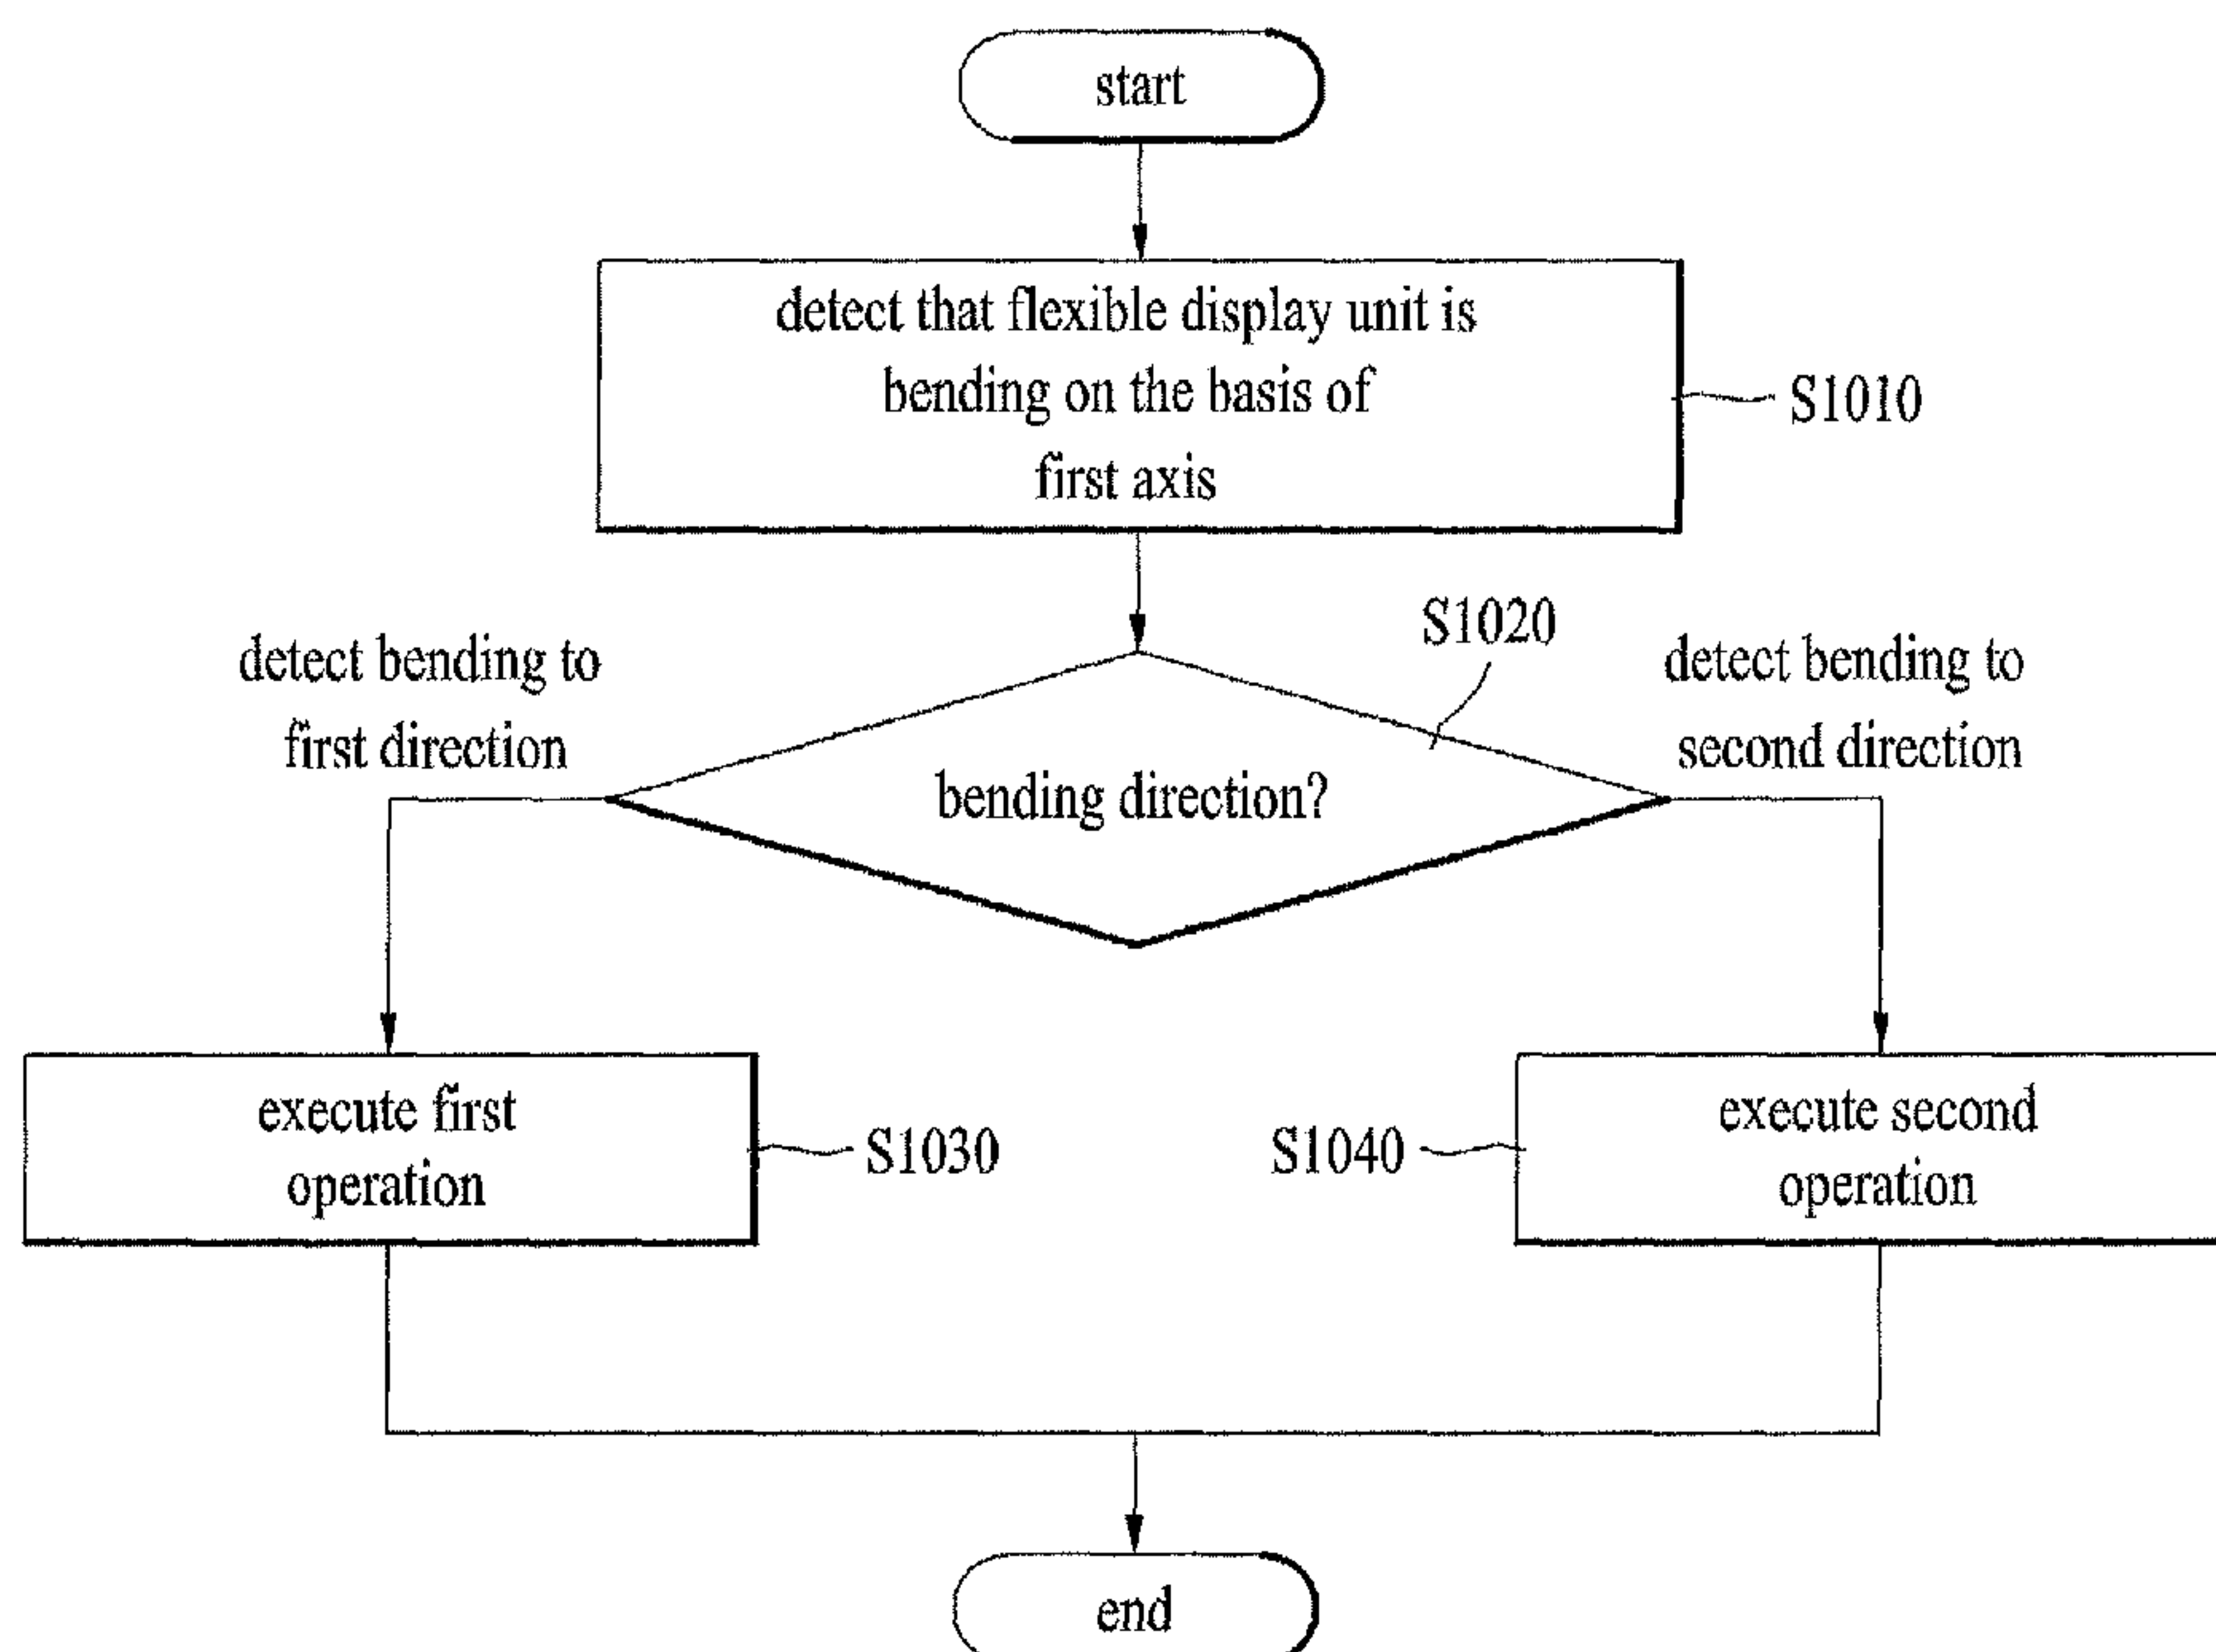 start
detect that flexible display unit is
bending on the basis of
first axis
S1010
S1020
detect bending to
first direction
detect bending to
second direction
bending direction?
execute first
operation
S1030
S1040
execute second
operation
end